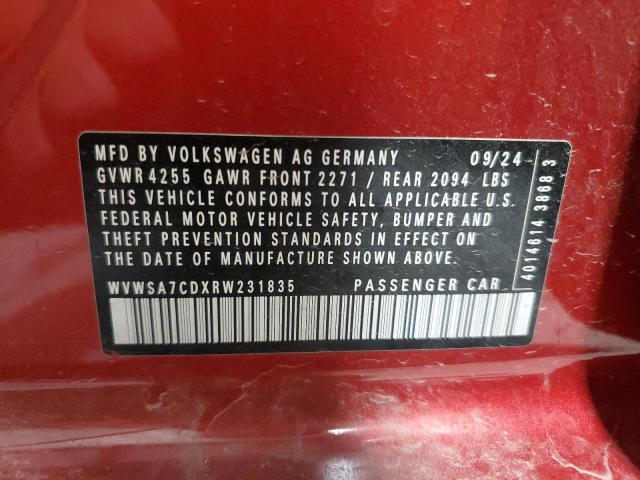 MFD BY VOLKSWAGEN AG GERMANY 09/24
GVWR 4255 GAWR FRONT 2271 / REAR 2094 LBS
THIS VEHICLE CONFORMS TO ALL APPLICABLE U.S.
FEDERAL MOTOR VEHICLE SAFETY, BUMPER AND
THEFT PREVENTION STANDARDS IN EFFECT ON THE
DATE OF MANUFACTURE SHOWN ABOVE.
WVWSA7CDXRW231835 PASSENGER CAR
4014614 3868 3